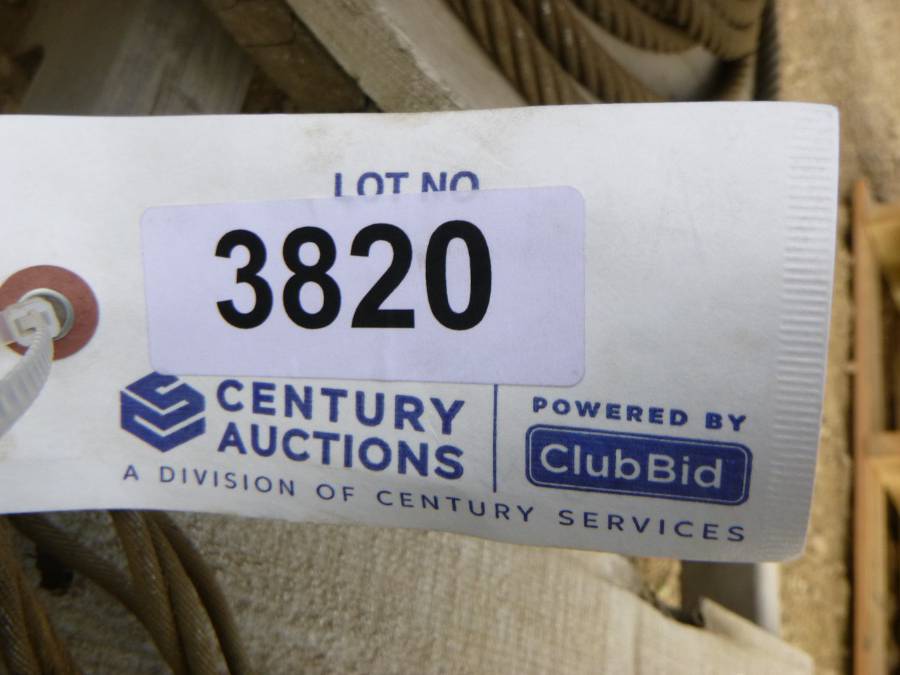 LOT NO
3820
CENTURY
AUCTIONS
A DIVISION OF CENTURY SERVICES
POWERED BY
ClubBid